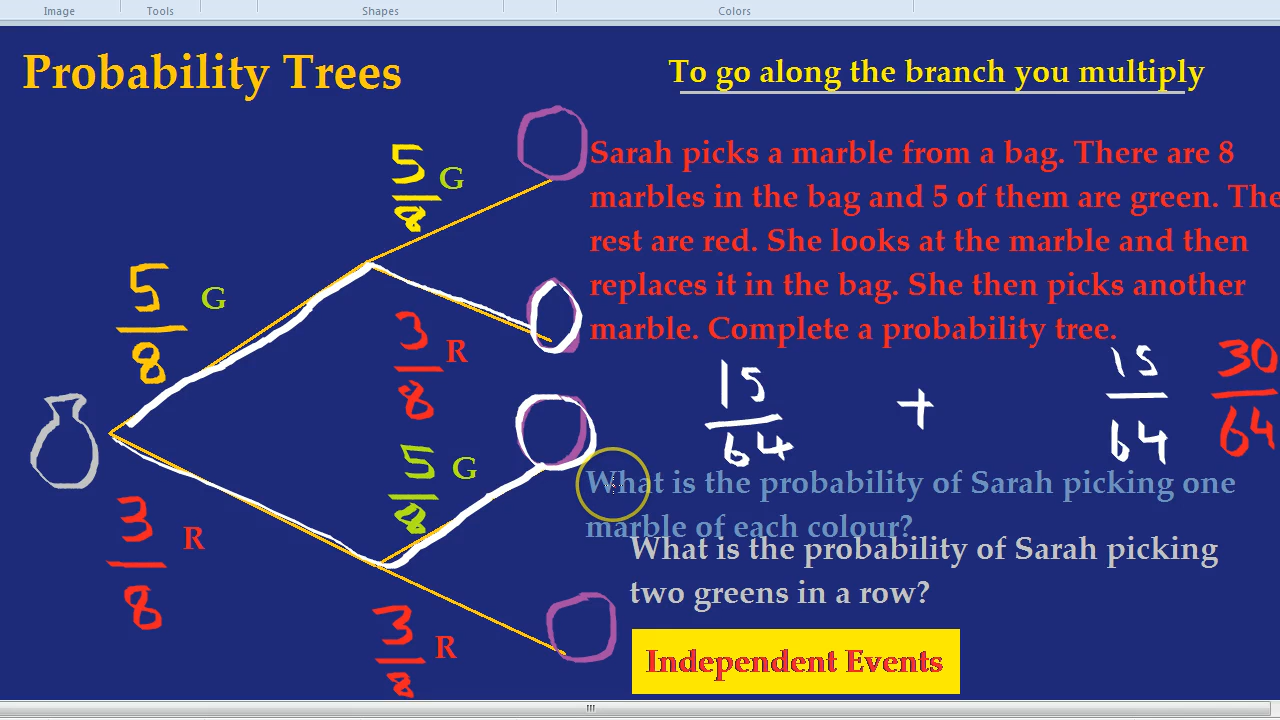 Image Tools Shapes Colors
Probability Trees
To go along the branch you multiply
Sarah picks a marble from a bag. There are 8
marbles in the bag and 5 of them are green. The
rest are red. She looks at the marble and then
replaces it in the bag. She then picks another
marble. Complete a probability tree.
5/8 G
5/8 G
3/8 R
5/8 G
3/8 R
3/8 R
15/64 + 15/64 30/64
What is the probability of Sarah picking one
marble of each colour?
What is the probability of Sarah picking
two greens in a row?
Independent Events